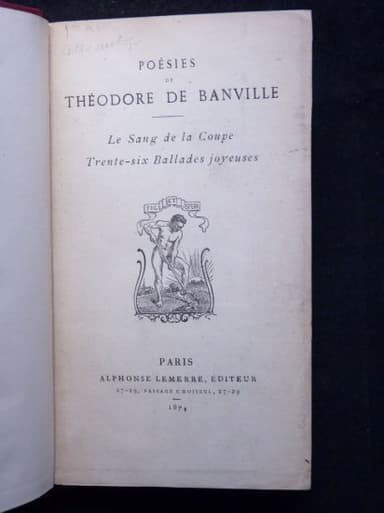 POÉSIES
DE
THÉODORE DE BANVILLE
Le Sang de la Coupe
Trente-six Ballades joyeuses
FAC ET SPERA
PARIS
ALPHONSE LEMERRE, ÉDITEUR
27-29, PASSAGE CHOISEUL, 27-29